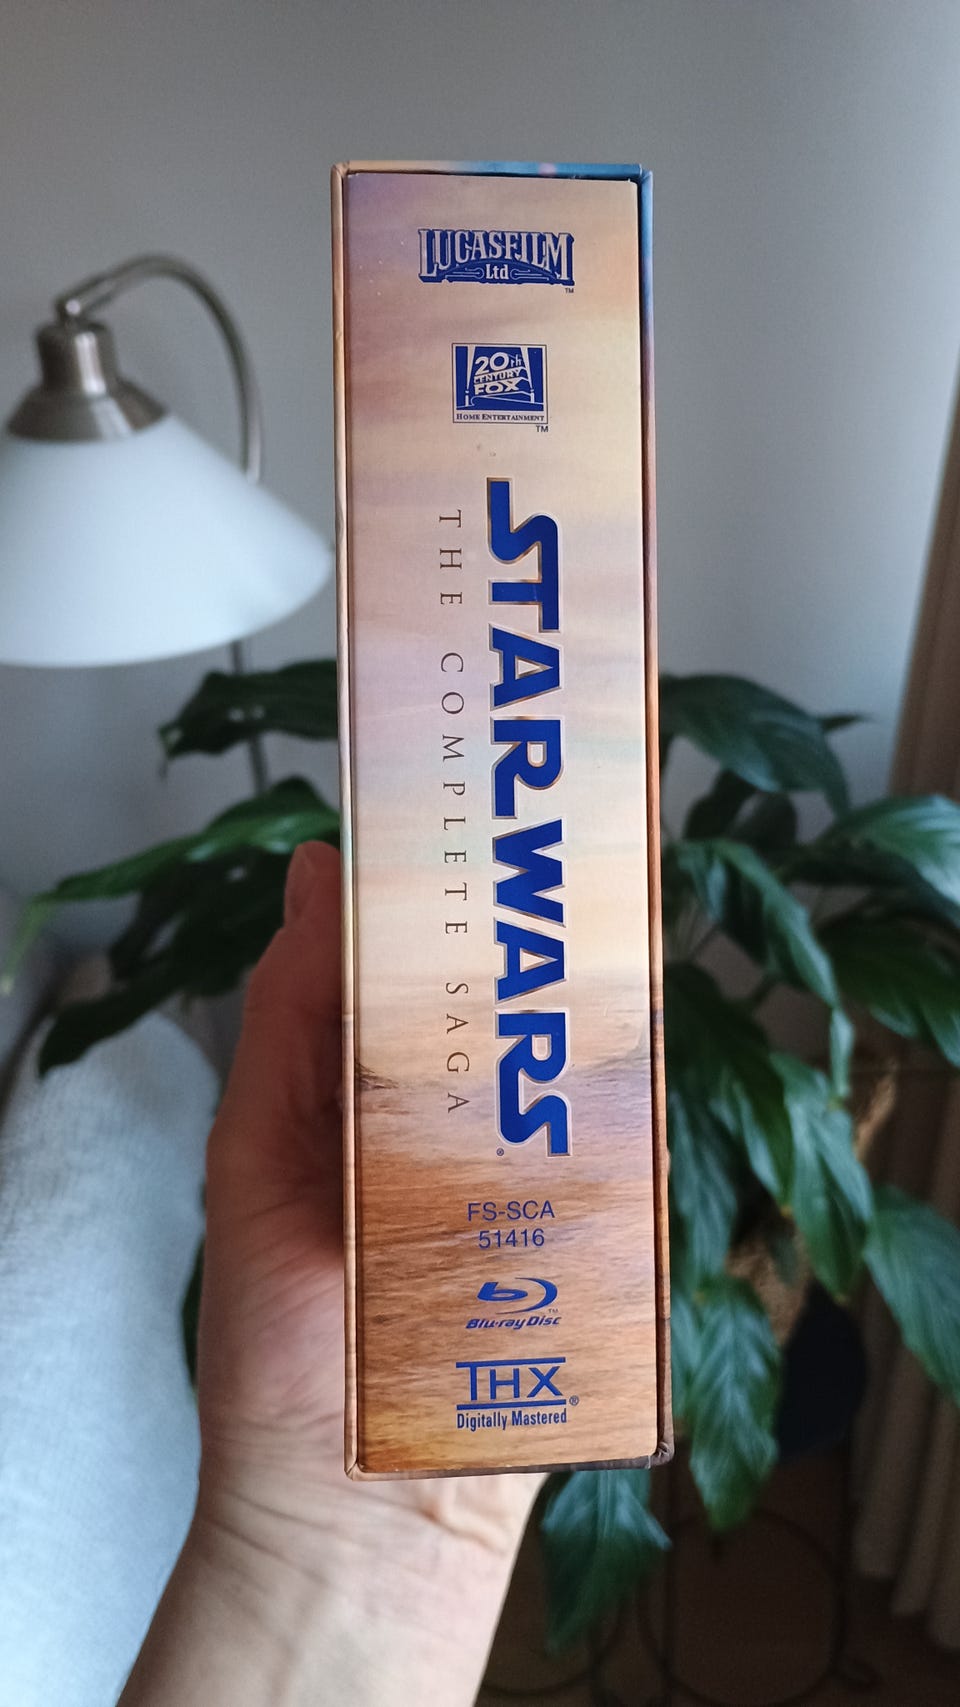 LUCASFILM
Ltd
TM
20th
CENTURY
FOX
HOME ENTERTAINMENT
TM
STAR WARS®
THE COMPLETE SAGA
FS-SCA
51416
Blu-ray Disc
TM
THX®
Digitally Mastered